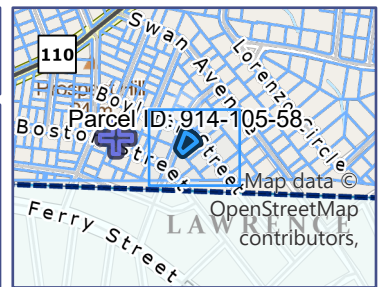 110
Swan Avenue
Lorenzo Circle
Prospect Hill
Boylston Street
Parcel ID: 914-105-58
Boston Street
Map data ©
OpenStreetMap
contributors,
Ferry Street
LAWRENCE